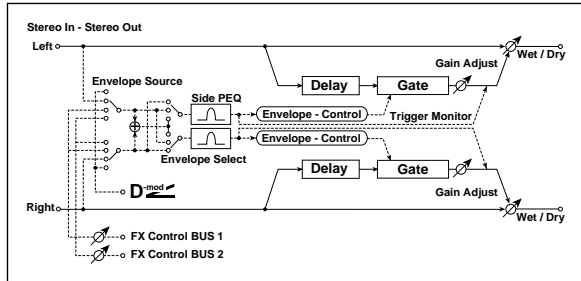 Stereo In - Stereo Out
Left
Wet / Dry
Gain Adjust
Envelope Source
Delay
Gate
Side PEQ
Envelope - Control
Trigger Monitor
Envelope - Control
Envelope Select
Delay
Gate
D-mod
Gain Adjust
Right
Wet / Dry
FX Control BUS 1
FX Control BUS 2